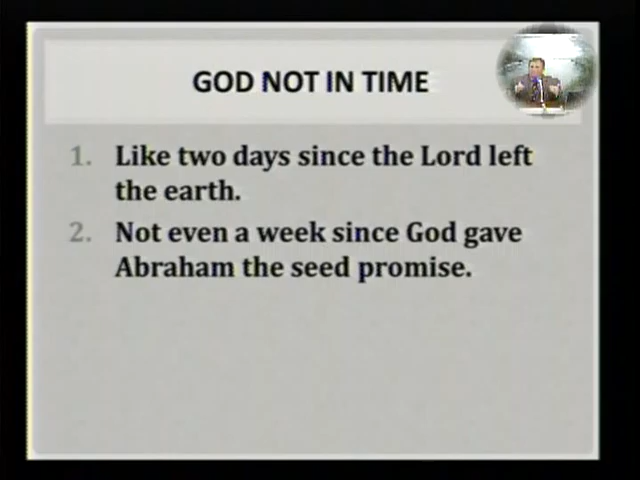 GOD NOT IN TIME
1. Like two days since the Lord left
the earth.
2. Not even a week since God gave
Abraham the seed promise.